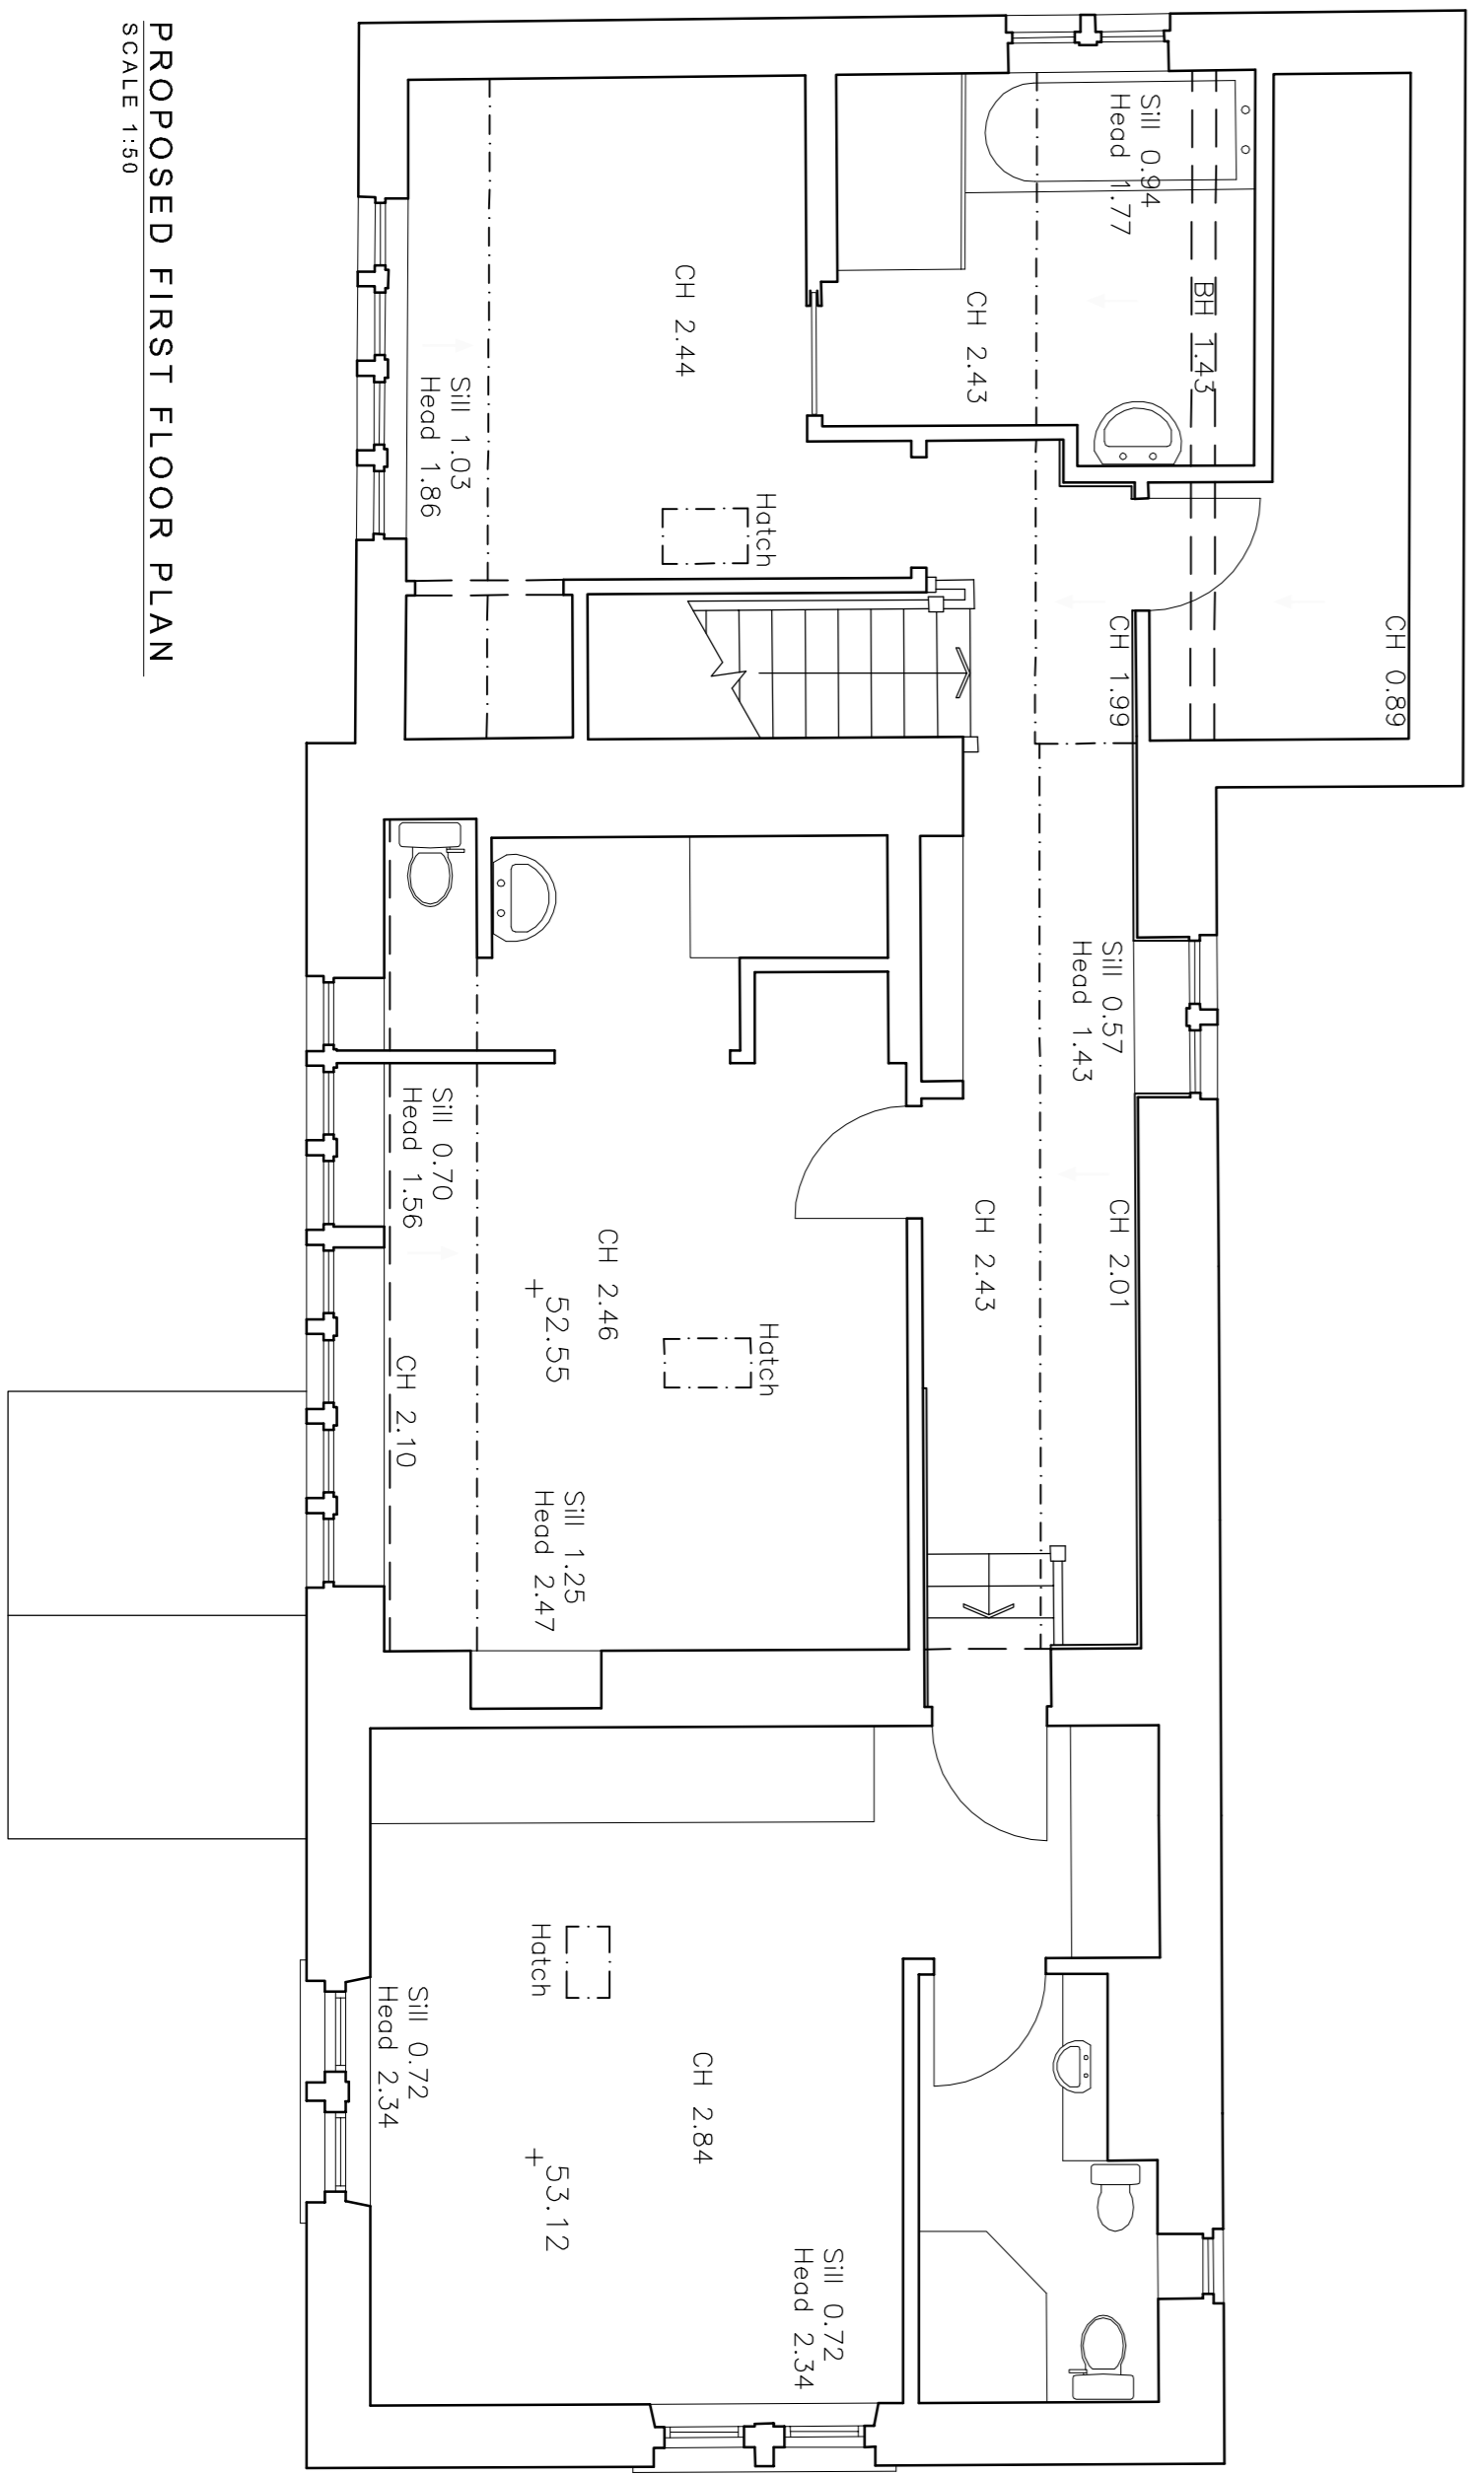 PROPOSED FIRST FLOOR PLAN
SCALE 1:50
Sill 0.94
Head 1.77
BH 1.43
CH 2.43
CH 2.44
Sill 1.03
Head 1.86
Hatch
CH 0.89
CH 1.99
Sill 0.57
Head 1.43
CH 2.01
CH 2.43
Sill 0.70
Head 1.56
CH 2.46
52.55
Hatch
CH 2.10
Sill 1.25
Head 2.47
Hatch
Sill 0.72
Head 2.34
CH 2.84
53.12
Sill 0.72
Head 2.34